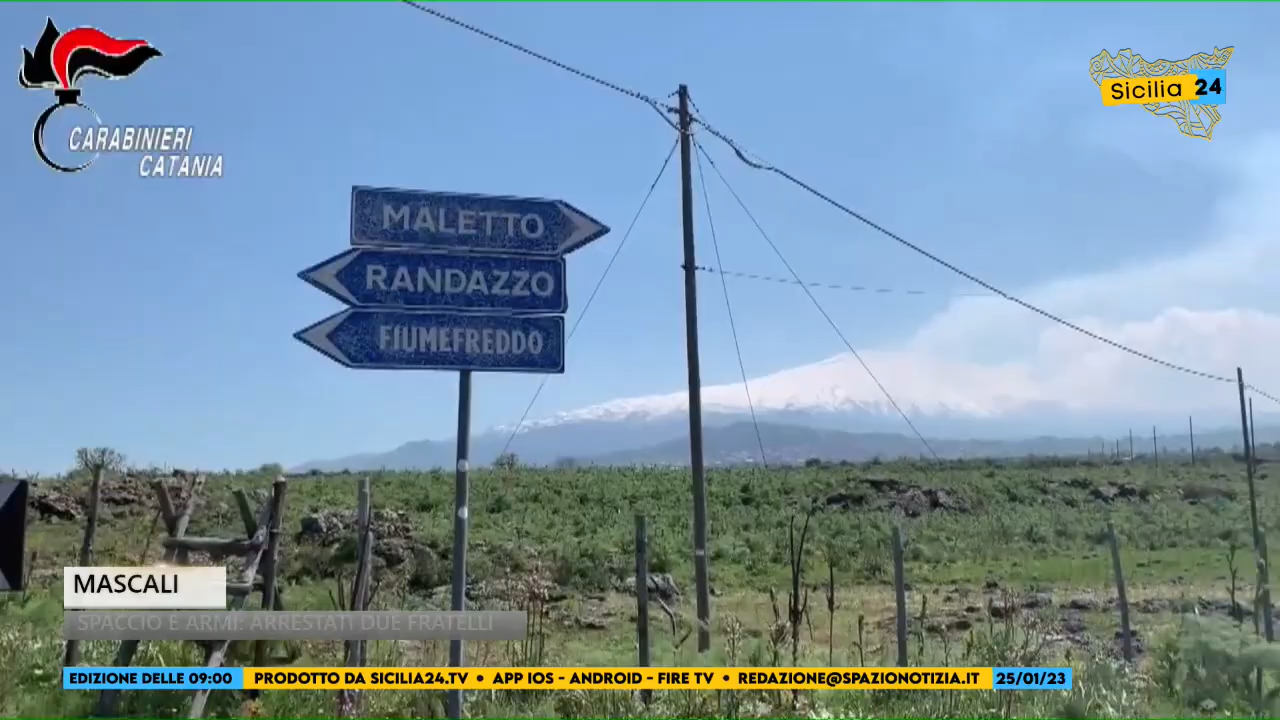 CARABINIERI
CATANIA
Sicilia 24
MALETTO
RANDAZZO
FIUMEFREDDO
MASCALI
SPACCIO E ARMI: ARRESTATI DUE FRATELLI
EDIZIONE DELLE 09:00 PRODOTTO DA SICILIA24.TV • APP IOS - ANDROID - FIRE TV • REDAZIONE@SPAZIONOTIZIA.IT 25/01/23